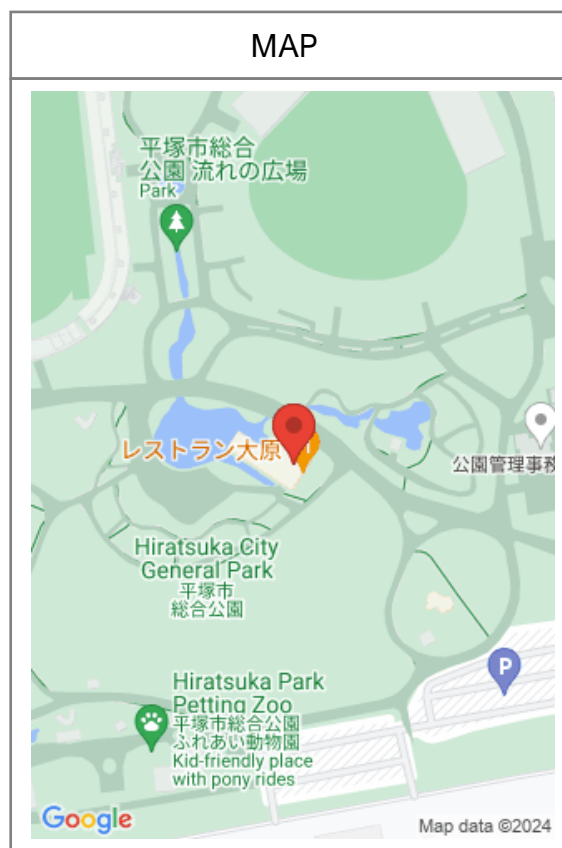 MAP
平塚市総合
公園 流れの広場
Park
レストラン大原
公園管理事務
Hiratsuka City
General Park
平塚市
総合公園
P
Hiratsuka Park
Petting Zoo
平塚市総合公園
ふれあい動物園
Kid-friendly place
with pony rides
Google
Map data ©2024